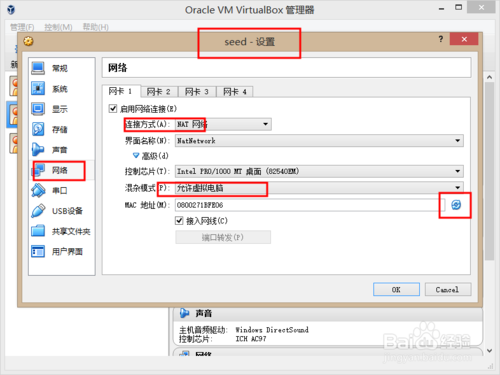 Oracle VM VirtualBox 管理器
管理(F) 控制(M) 帮助(H)
seed - 设置
常规
系统
显示
存储
声音
网络
串口
USB设备
共享文件夹
用户界面
网络
网卡 1 网卡 2 网卡 3 网卡 4
启用网络连接(E)
连接方式(A): NAT 网络
界面名称(N): NatNetwork
高级(d)
控制芯片(T): Intel PRO/1000 MT 桌面 (82540EM)
混杂模式(P): 允许虚拟电脑
MAC 地址(M): 0800271BFE06
接入网线(C)
端口转发(P)
OK Cancel
声音
主机音频驱动: Windows DirectSound
控制芯片: ICH AC97
网络
Baidu 经验
jingyan.baidu.com